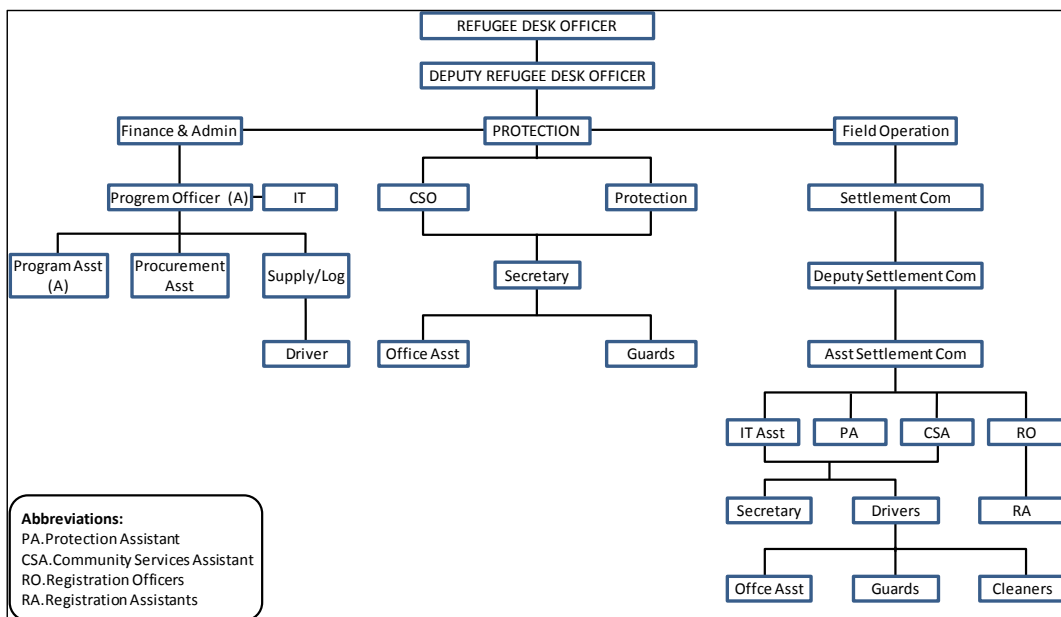 REFUGEE DESK OFFICER
DEPUTY REFUGEE DESK OFFICER
Finance & Admin
PROTECTION
Field Operation
Progrem Officer (A)
IT
CSO
Protection
Settlement Com
Program Asst
(A)
Procurement
Asst
Supply/Log
Secretary
Deputy Settlement Com
Driver
Office Asst
Guards
Asst Settlement Com
IT Asst
PA
CSA
RO
Secretary
Drivers
RA
Offce Asst
Guards
Cleaners
Abbreviations:
PA.Protection Assistant
CSA.Community Services Assistant
RO.Registration Officers
RA.Registration Assistants